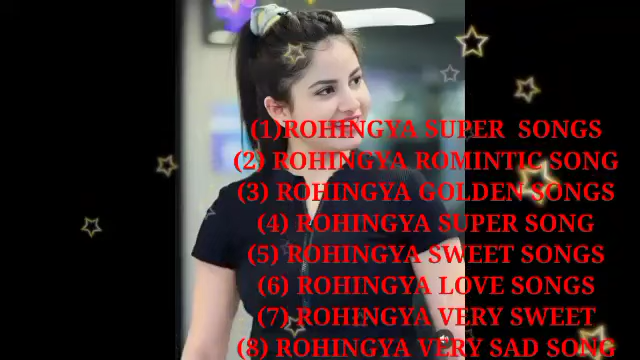 (1)ROHINGYA SUPER SONGS
(2) ROHINGYA ROMINTIC SONG
(3) ROHINGYA GOLDEN SONGS
(4) ROHINGYA SUPER SONG
(5) ROHINGYA SWEET SONGS
(6) ROHINGYA LOVE SONGS
(7) ROHINGYA VERY SWEET
(8) ROHINGYA VERY SAD SONG